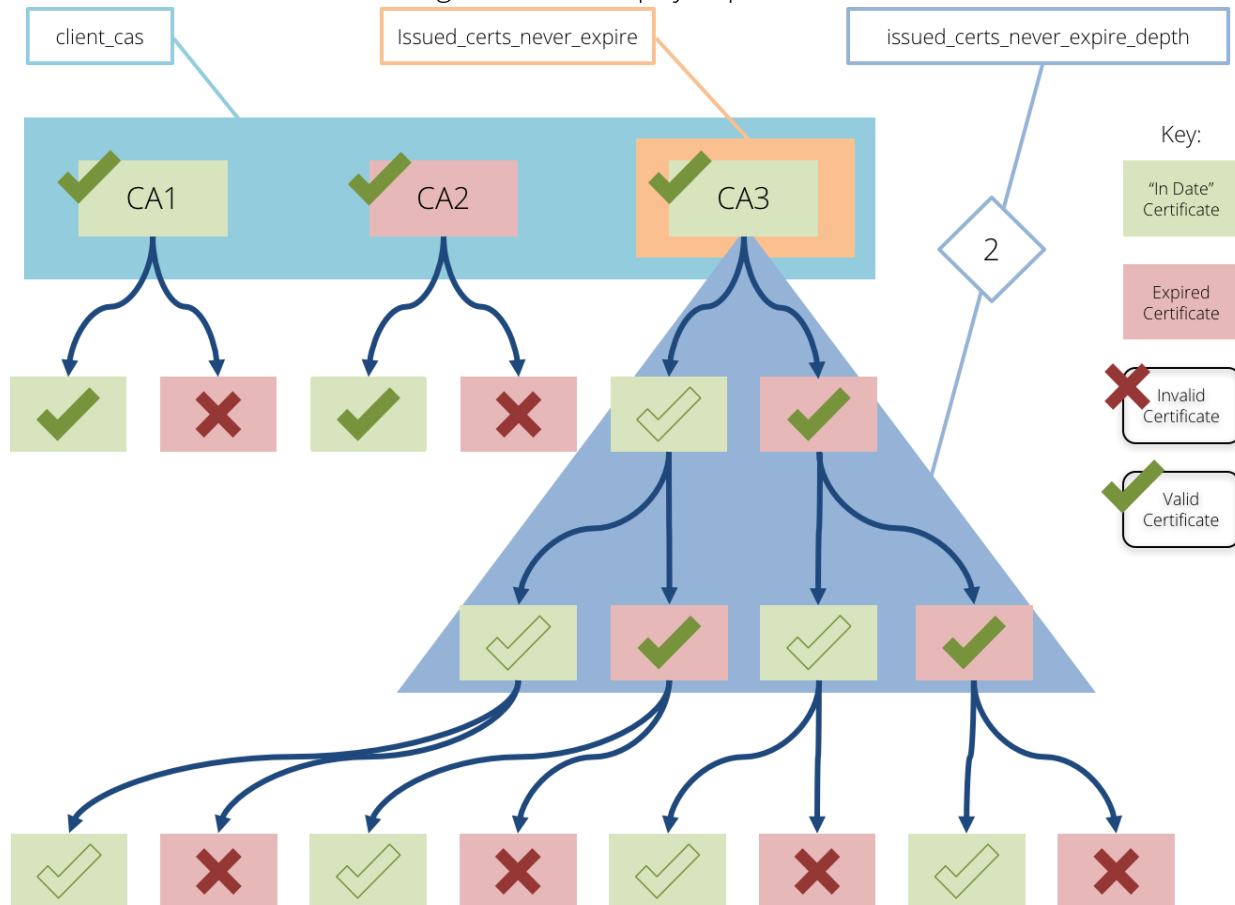 client_cas
Issued_certs_never_expire
issued_certs_never_expire_depth
Key:
CA1
CA2
CA3
“In Date”
Certificate
2
Expired
Certificate
Invalid
Certificate
Valid
Certificate